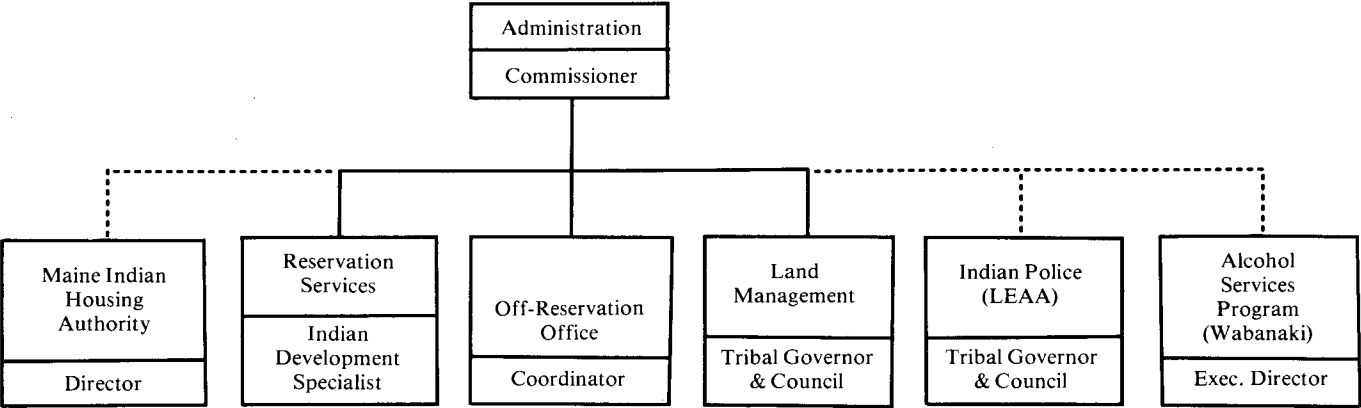 Administration
Commissioner
Maine Indian
Housing
Authority
Director
Reservation
Services
Indian
Development
Specialist
Off-Reservation
Office
Coordinator
Land
Management
Tribal Governor
& Council
Indian Police
(LEAA)
Tribal Governor
& Council
Alcohol
Services
Program
(Wabanaki)
Exec. Director